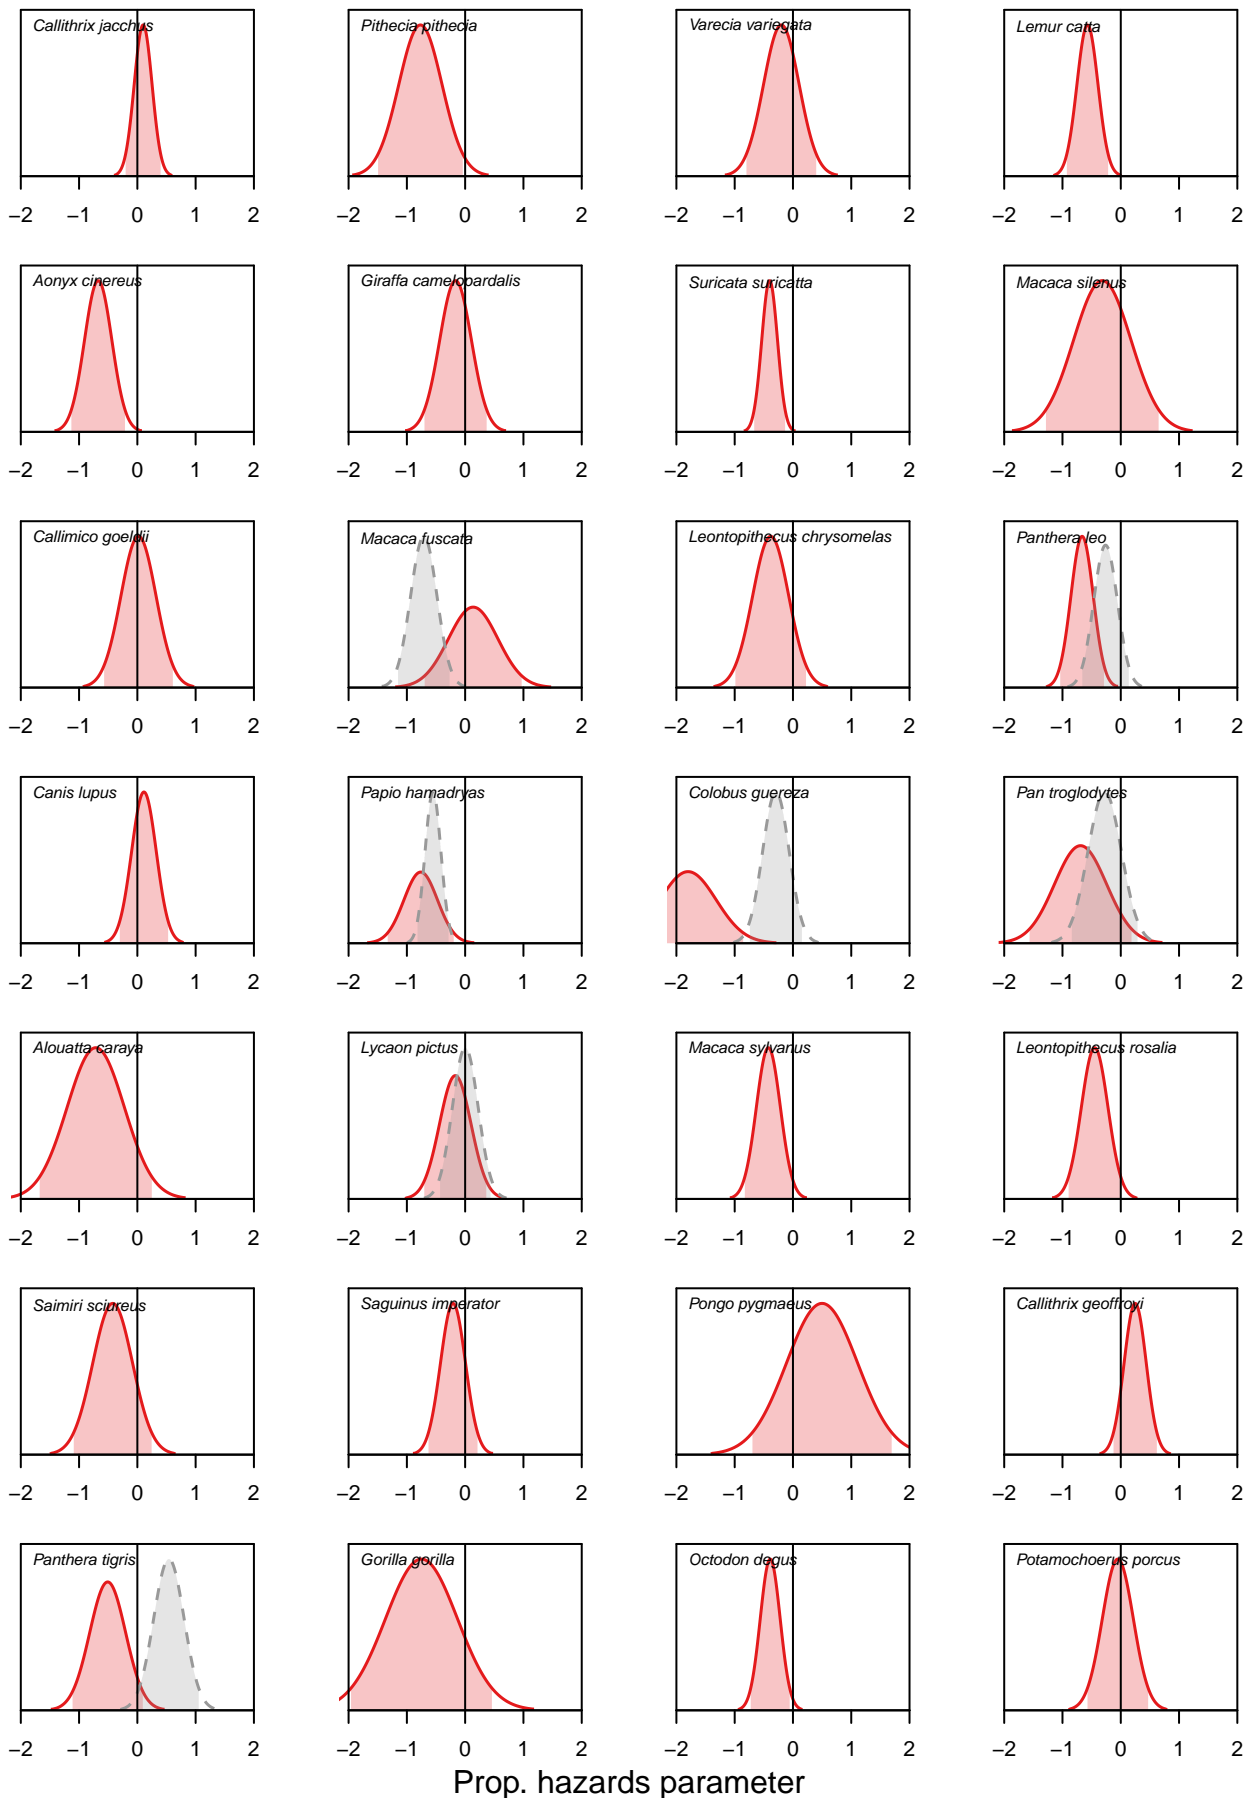 Callithrix jacchus
Pithecia pithecia
Varecia variegata
Lemur catta
−2 −1 0 1 2
−2 −1 0 1 2
−2 −1 0 1 2
−2 −1 0 1 2
Aonyx cinereus
Giraffa camelopardalis
Suricata suricatta
Macaca silenus
−2 −1 0 1 2
−2 −1 0 1 2
−2 −1 0 1 2
−2 −1 0 1 2
Callimico goeldii
Macaca fuscata
Leontopithecus chrysomelas
Panthera leo
−2 −1 0 1 2
−2 −1 0 1 2
−2 −1 0 1 2
−2 −1 0 1 2
Canis lupus
Papio hamadryas
Colobus guereza
Pan troglodytes
−2 −1 0 1 2
−2 −1 0 1 2
−2 −1 0 1 2
−2 −1 0 1 2
Alouatta caraya
Lycaon pictus
Macaca sylvanus
Leontopithecus rosalia
−2 −1 0 1 2
−2 −1 0 1 2
−2 −1 0 1 2
−2 −1 0 1 2
Saimiri sciureus
Saguinus imperator
Pongo pygmaeus
Callithrix geoffroyi
−2 −1 0 1 2
−2 −1 0 1 2
−2 −1 0 1 2
−2 −1 0 1 2
Panthera tigris
Gorilla gorilla
Octodon degus
Potamochoerus porcus
−2 −1 0 1 2
−2 −1 0 1 2
−2 −1 0 1 2
−2 −1 0 1 2
Prop. hazards parameter